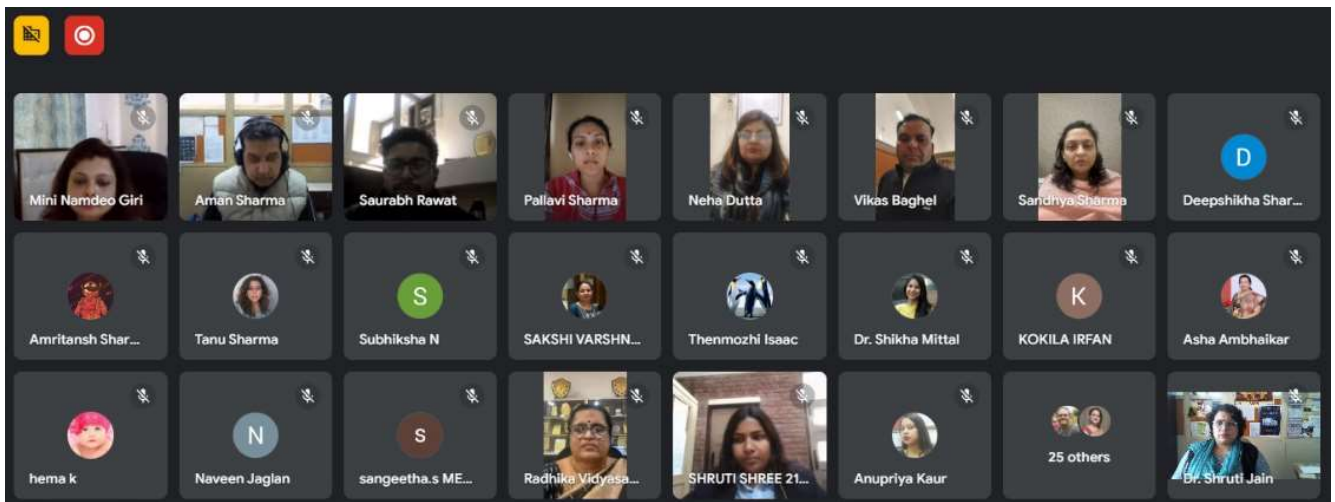 Mini Namdeo Giri
Aman Sharma
Saurabh Rawat
Pallavi Sharma
Neha Dutta
Vikas Baghel
Sandhya Sharma
D
Deepshikha Shar...
Amritansh Shar...
Tanu Sharma
S
Subhiksha N
SAKSHI VARSHN...
Thenmozhi Isaac
Dr. Shikha Mittal
K
KOKILA IRFAN
Asha Ambhaikar
hema k
N
Naveen Jaglan
s
sangeetha.s ME...
Radhika Vidyasa...
SHRUTI SHREE 21...
Anupriya Kaur
25 others
Dr. Shruti Jain